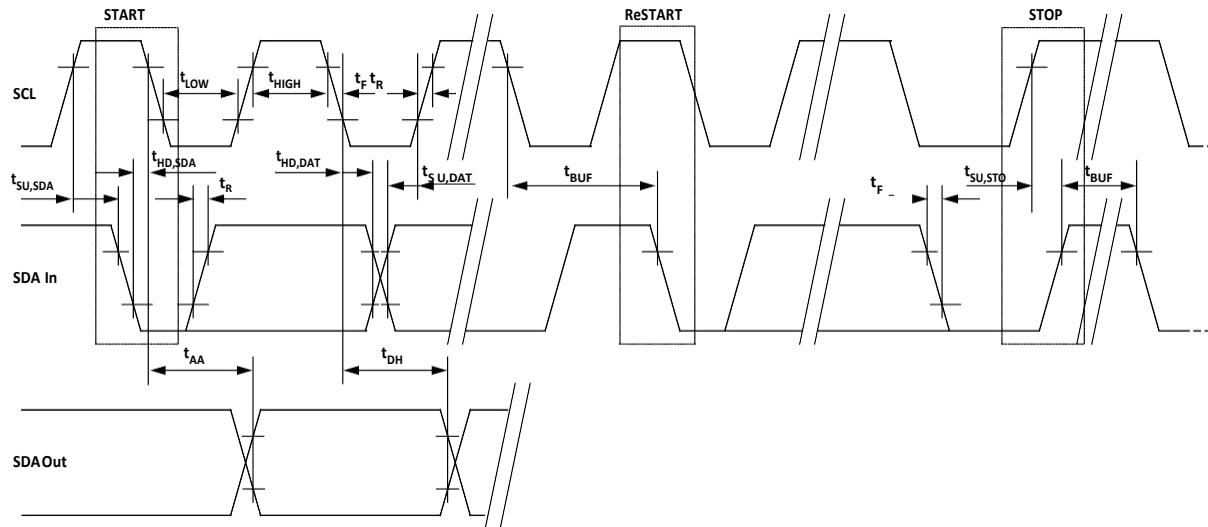 START ReSTART STOP
SCL
tLOW tHIGH tF tR
tHD,SDA tHD,DAT
tSU,SDA tR tS U,DAT tBUF tF _ tSU,STO tBUF
SDA In
tAA tDH
SDA Out